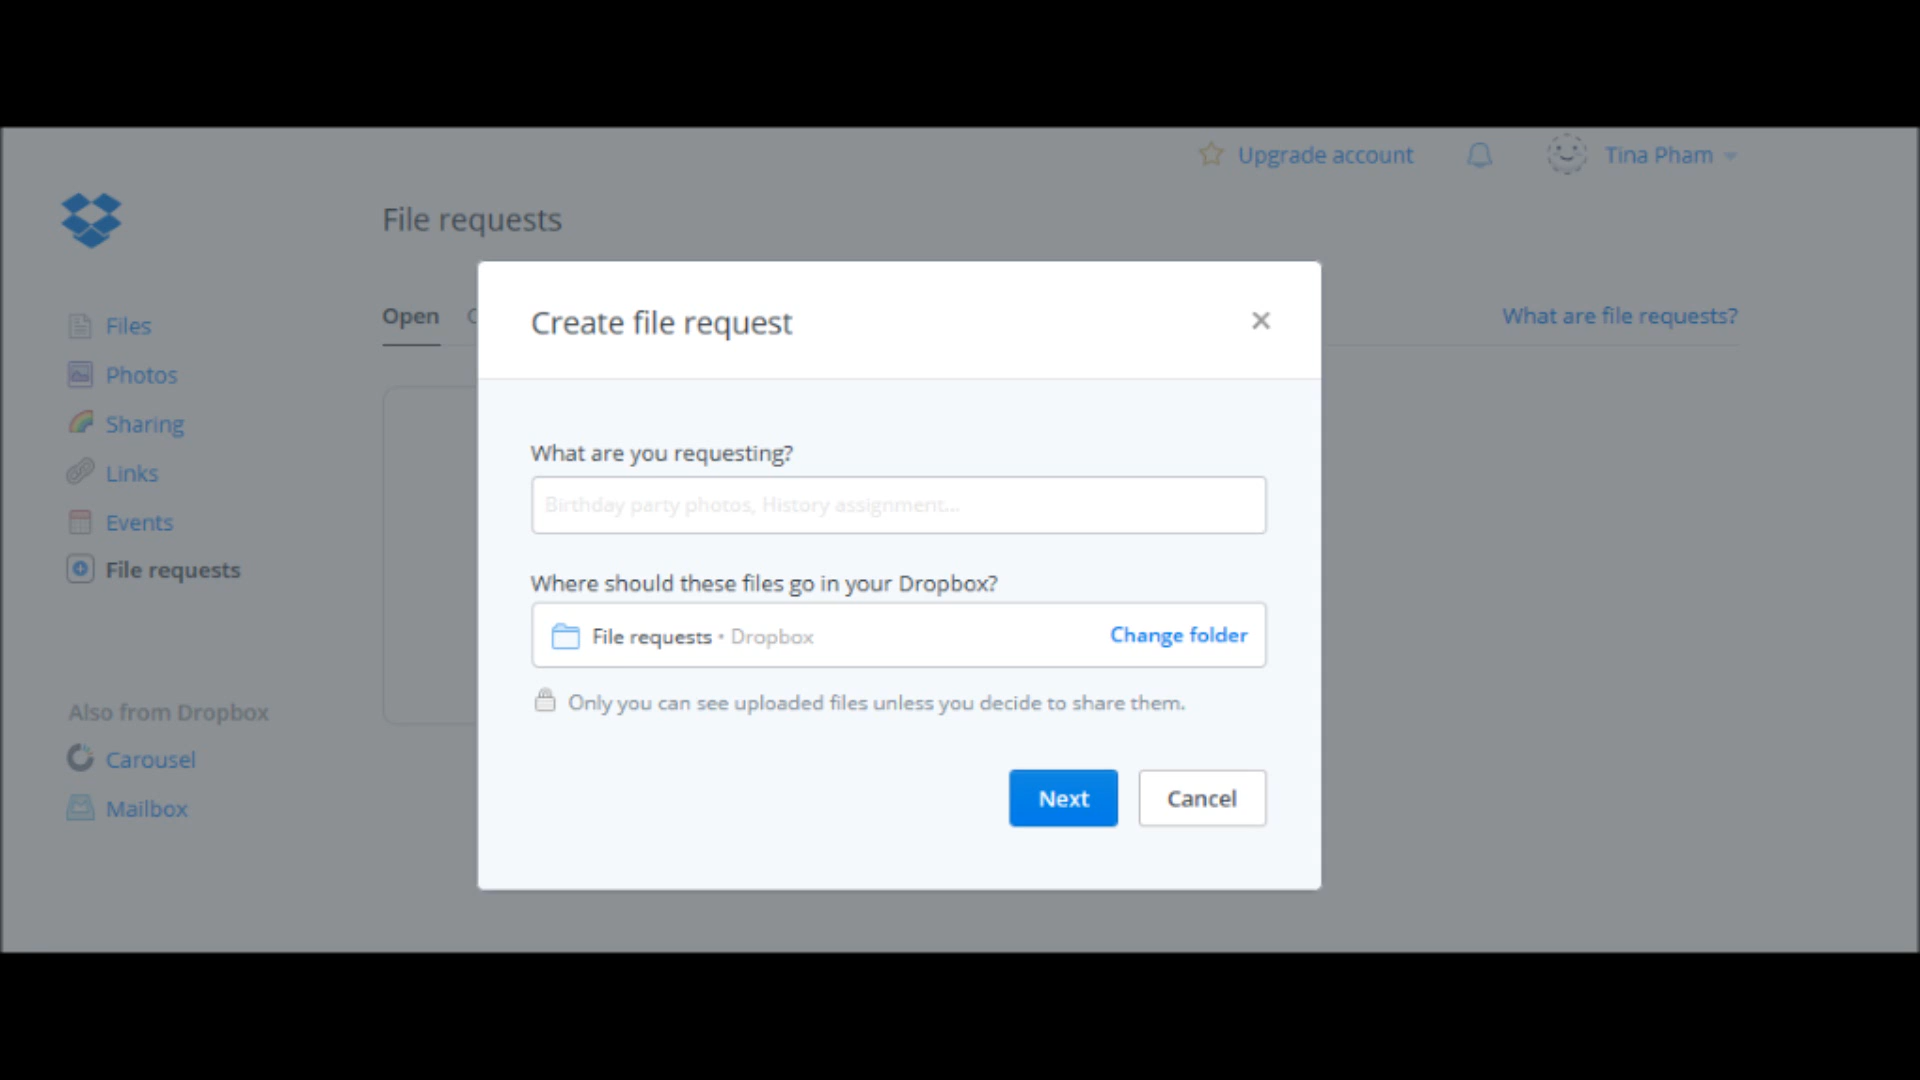 Upgrade account
Tina Pham
File requests
Files
Photos
Sharing
Links
Events
File requests
Also from Dropbox
Carousel
Mailbox
Open
What are file requests?
Create file request
What are you requesting?
Birthday party photos, History assignment...
Where should these files go in your Dropbox?
File requests • Dropbox
Change folder
Only you can see uploaded files unless you decide to share them.
Next
Cancel